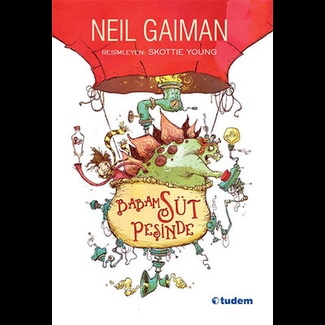 NEIL GAIMAN
RESİMLEYEN: SKOTTIE YOUNG
BABAM SÜT
PEŞİNDE
tudem